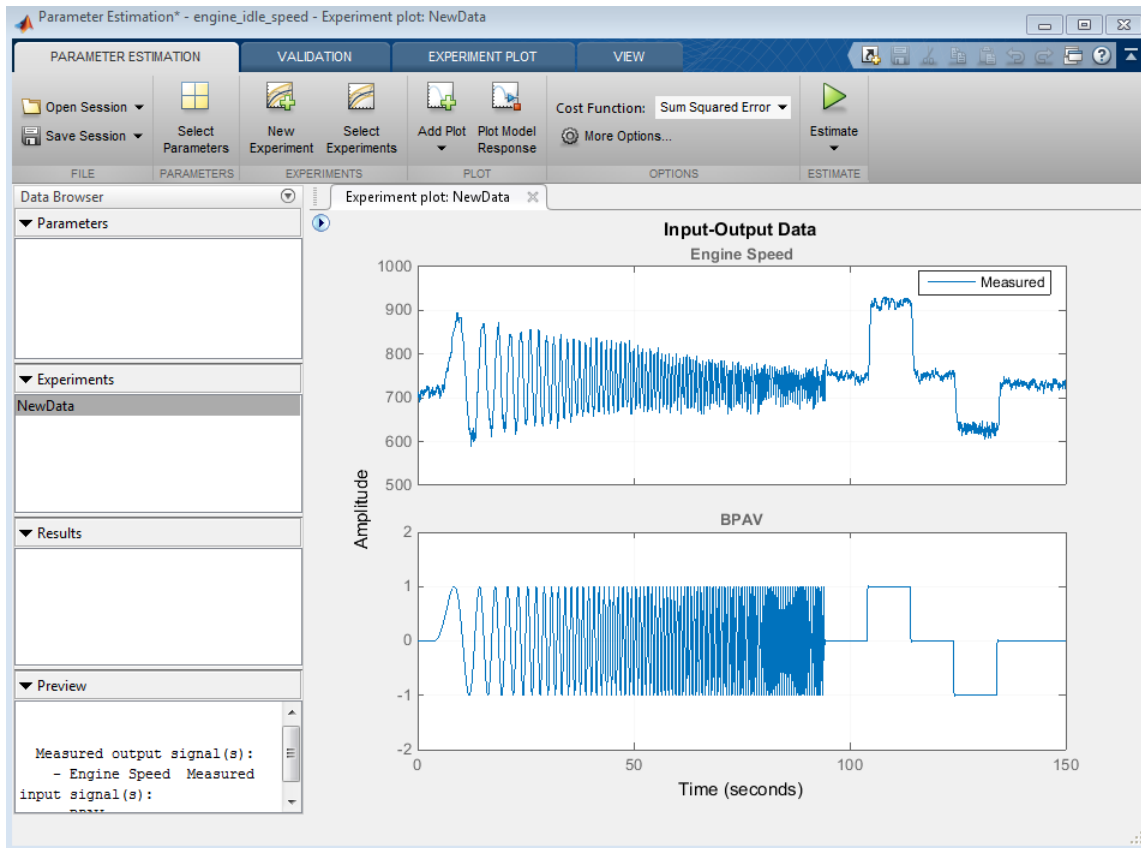 Parameter Estimation* - engine_idle_speed - Experiment plot: NewData
PARAMETER ESTIMATION
VALIDATION
EXPERIMENT PLOT
VIEW
Open Session
Save Session
FILE
Select Parameters
PARAMETERS
New Experiment
Select Experiments
EXPERIMENTS
Add Plot
Plot Model Response
PLOT
Cost Function: Sum Squared Error
More Options...
OPTIONS
Estimate
ESTIMATE
Data Browser
Parameters
Experiments
NewData
Results
Preview
Measured output signal(s):
- Engine Speed Measured
input signal(s):
Experiment plot: NewData
Input-Output Data
Engine Speed
Measured
1000
900
800
700
600
500
Amplitude
BPAV
2
1
0
-1
-2
0
50
100
150
Time (seconds)